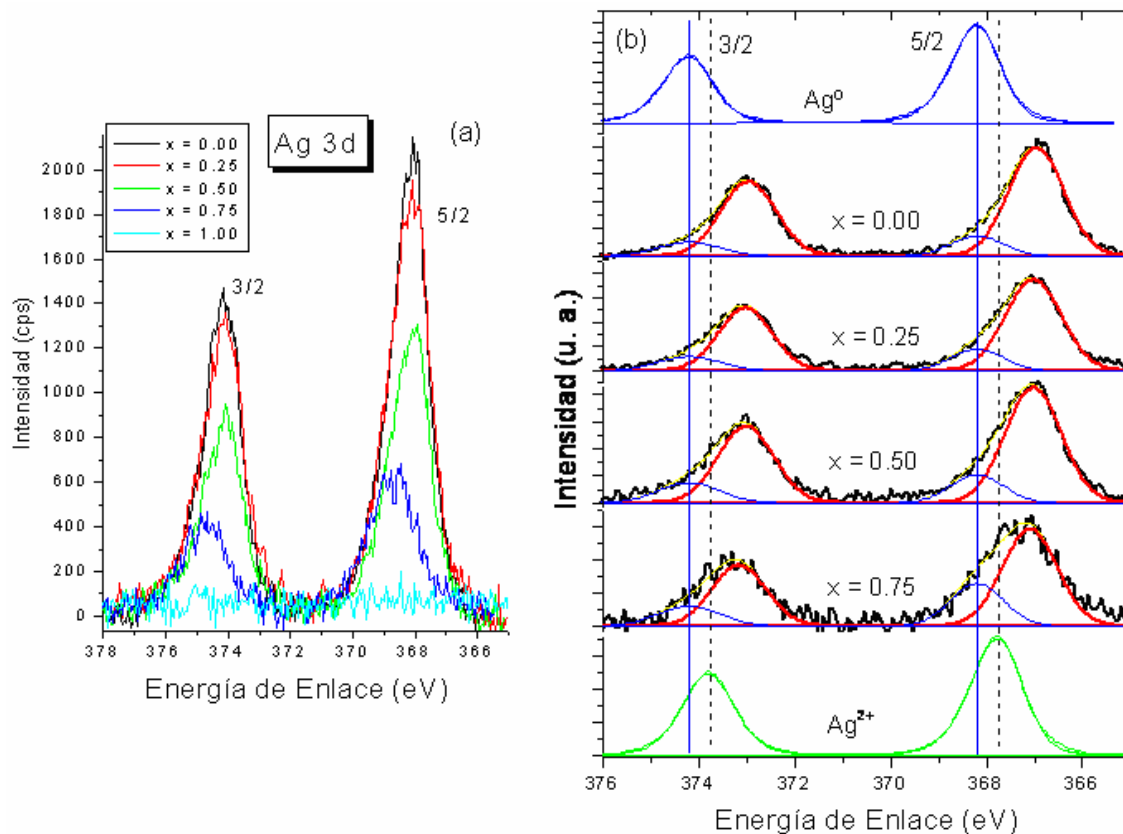 Ag 3d
(a)
x = 0.00
x = 0.25
x = 0.50
x = 0.75
x = 1.00
5/2
3/2
Intensidad (cps)
2000
1800
1600
1400
1200
1000
800
600
400
200
0
378 376 374 372 370 368 366
Energía de Enlace (eV)
(b)
3/2
5/2
Ag⁰
x = 0.00
x = 0.25
x = 0.50
x = 0.75
Ag²⁺
Intensidad (u. a.)
376 374 372 370 368 366
Energía de Enlace (eV)